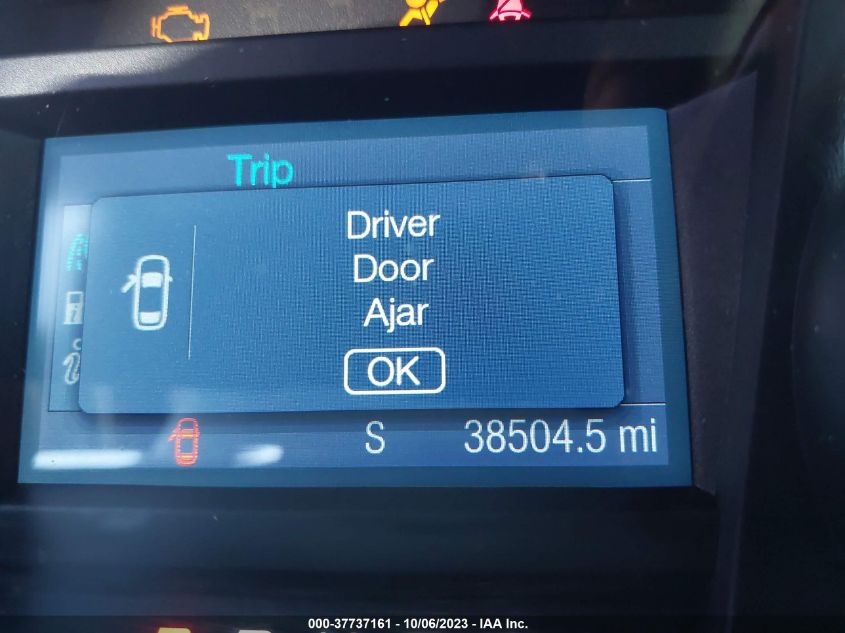 Trip
Driver
Door
Ajar
OK
S 38504.5 mi
000-37737161 - 10/06/2023 - IAA Inc.